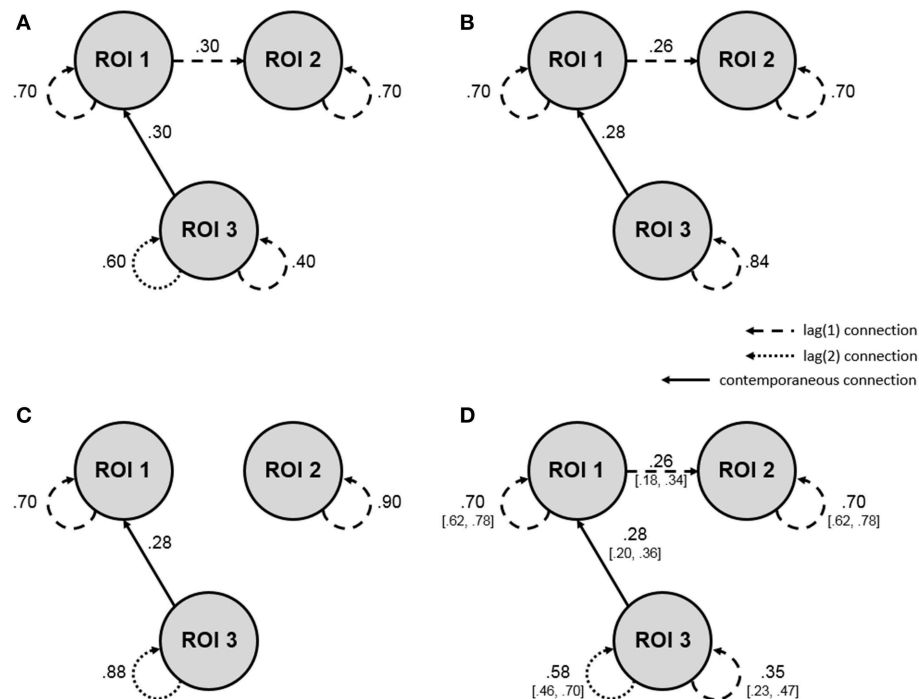 A
ROI 1
.30
ROI 2
.70
.70
.30
ROI 3
.60
.40
B
ROI 1
.26
ROI 2
.70
.70
.28
ROI 3
.84
lag(1) connection
lag(2) connection
contemporaneous connection
C
ROI 1
ROI 2
.70
.90
.28
ROI 3
.88
D
ROI 1
.26
[.18, .34]
ROI 2
.70
[.62, .78]
.70
[.62, .78]
.28
[.20, .36]
ROI 3
.58
[.46, .70]
.35
[.23, .47]